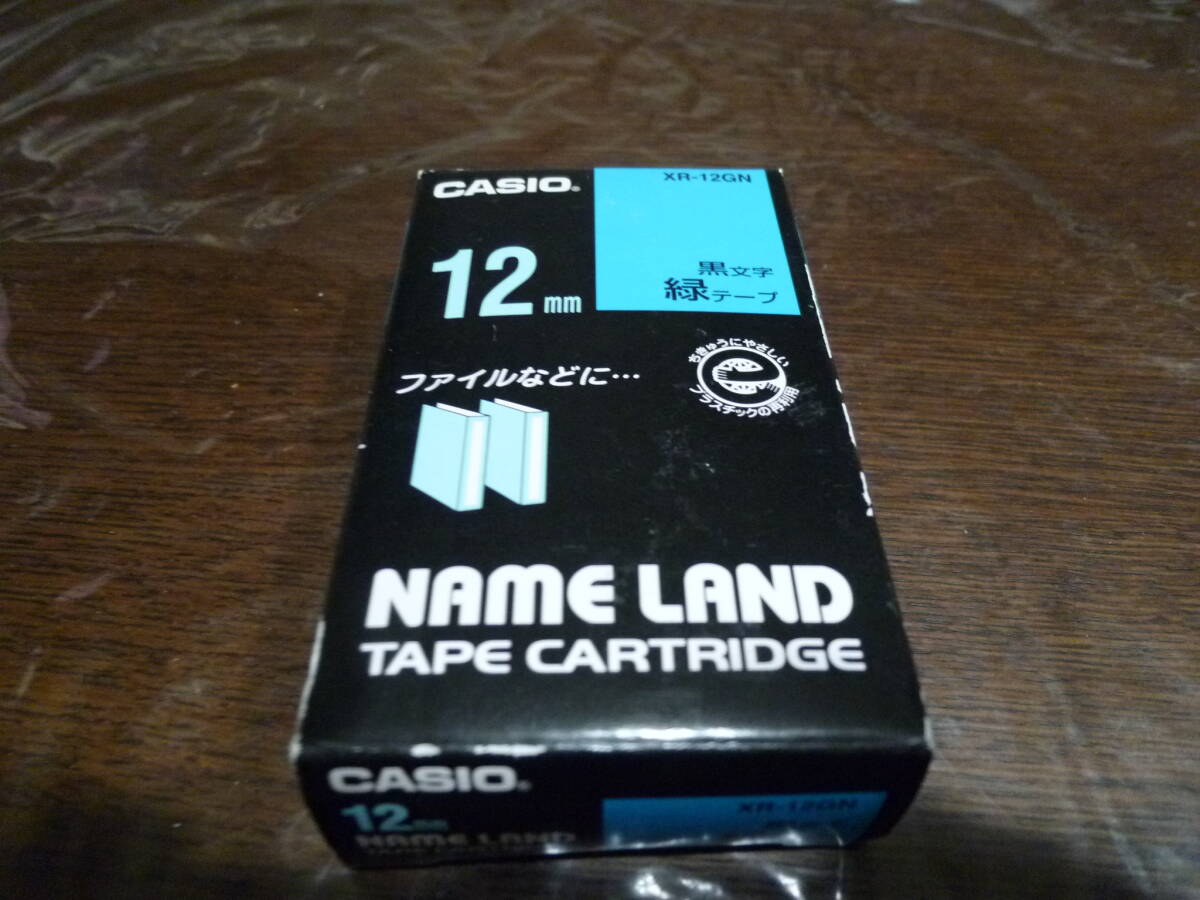 CASIO®
XR-12GN
12mm
黒文字
緑テープ
ちきゅうにやさしい
e
プラスチックの再利用
ファイルなどに…
NAME LAND
TAPE CARTRIDGE
CASIO®
XR-12GN
12mm
NAME LAND